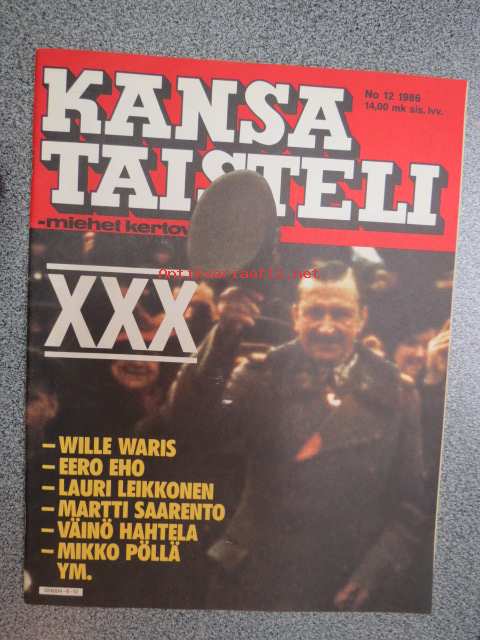 KANSA
No 12 1986
14,00 mk sis. lvv.
TAISTELI
-miehet kertov
XXX
- WILLE WARIS
- EERO EHO
- LAURI LEIKKONEN
- MARTTI SAARENTO
- VÄINÖ HAHTELA
- MIKKO PÖLLÄ
YM.